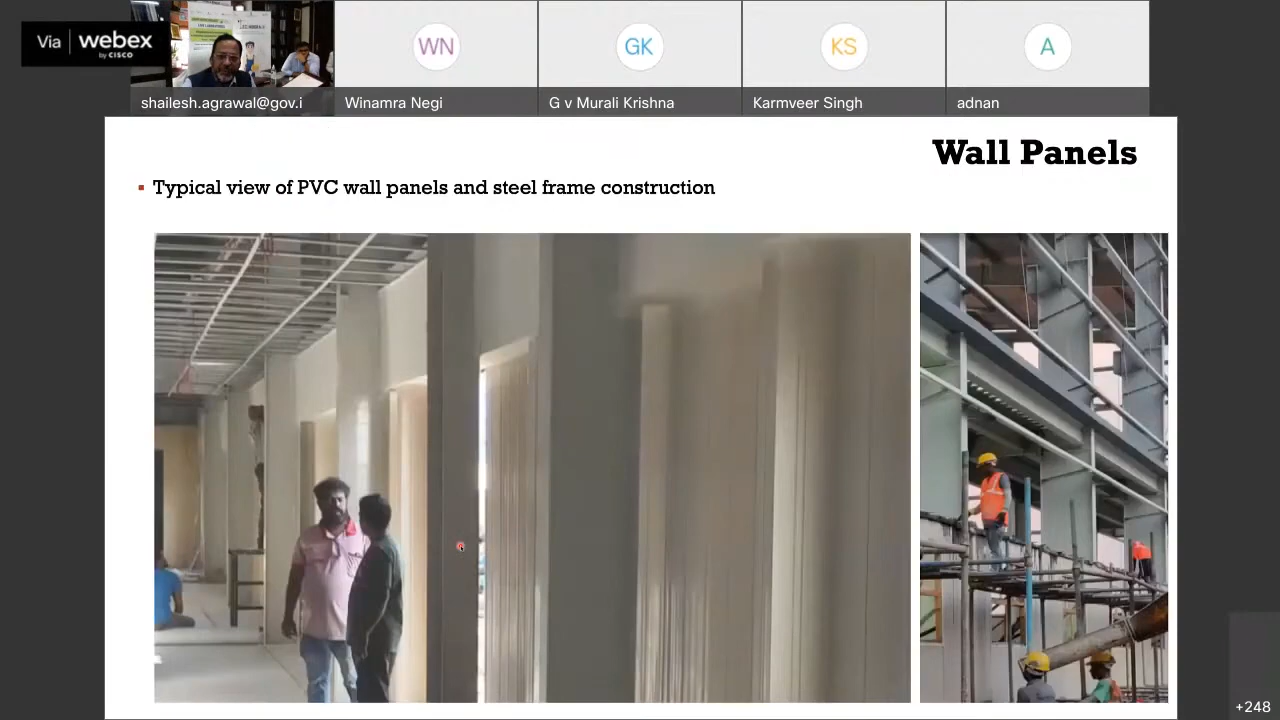 Via webex
by CISCO
WN
GK
KS
A
shailesh.agrawal@gov.i
Winamra Negi
G v Murali Krishna
Karmveer Singh
adnan
Wall Panels
Typical view of PVC wall panels and steel frame construction
+248